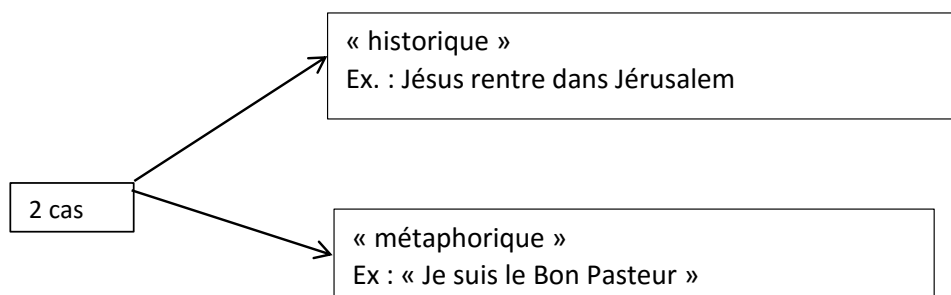 « historique »
Ex. : Jésus rentre dans Jérusalem
2 cas
« métaphorique »
Ex : « Je suis le Bon Pasteur »